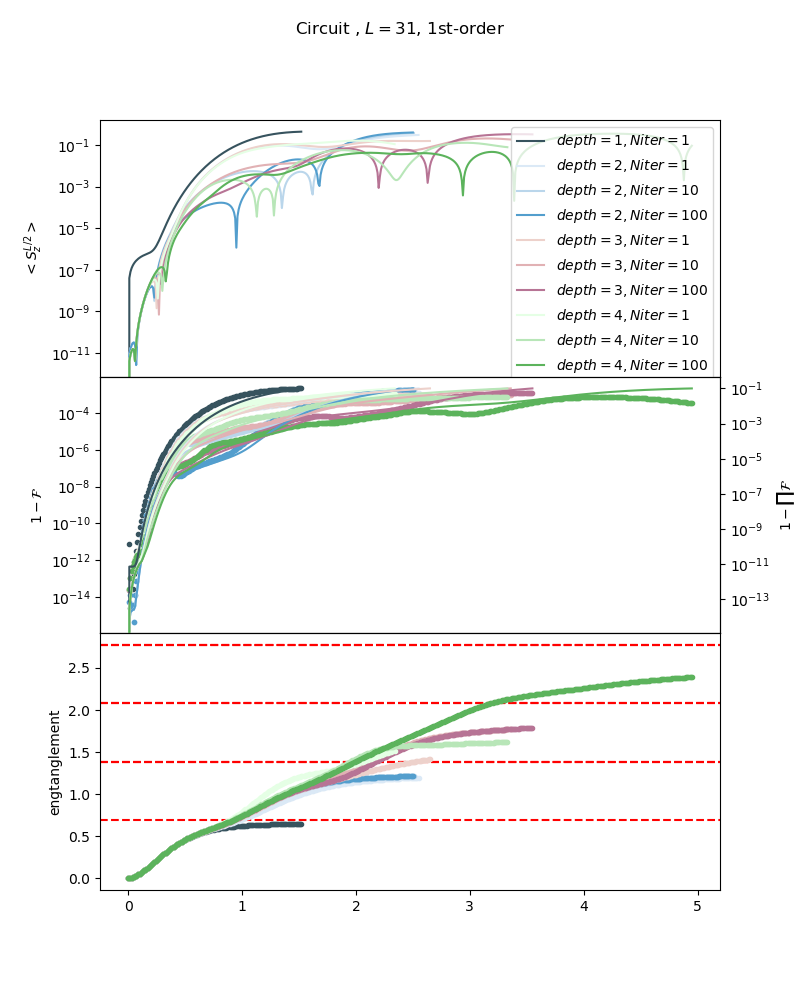 Circuit , $L = 31$, 1st-order
$< S_z^{L/2} >$
$10^{-1}$
$10^{-3}$
$10^{-5}$
$10^{-7}$
$10^{-9}$
$10^{-11}$
$depth = 1, Niter = 1$
$depth = 2, Niter = 1$
$depth = 2, Niter = 10$
$depth = 2, Niter = 100$
$depth = 3, Niter = 1$
$depth = 3, Niter = 10$
$depth = 3, Niter = 100$
$depth = 4, Niter = 1$
$depth = 4, Niter = 10$
$depth = 4, Niter = 100$
$1 - \mathcal{F}$
$10^{-4}$
$10^{-6}$
$10^{-8}$
$10^{-10}$
$10^{-12}$
$10^{-14}$
$10^{-1}$
$10^{-3}$
$10^{-5}$
$10^{-7}$
$10^{-9}$
$10^{-11}$
$10^{-13}$
$1 - \prod \mathcal{F}$
engtanglement
2.5
2.0
1.5
1.0
0.5
0.0
0 1 2 3 4 5